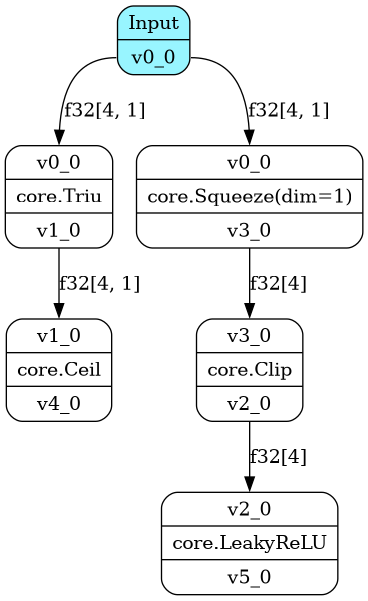 Input
v0_0
f32[4, 1]
f32[4, 1]
v0_0
core.Triu
v1_0
v0_0
core.Squeeze(dim=1)
v3_0
f32[4, 1]
f32[4]
v1_0
core.Ceil
v4_0
v3_0
core.Clip
v2_0
f32[4]
v2_0
core.LeakyReLU
v5_0